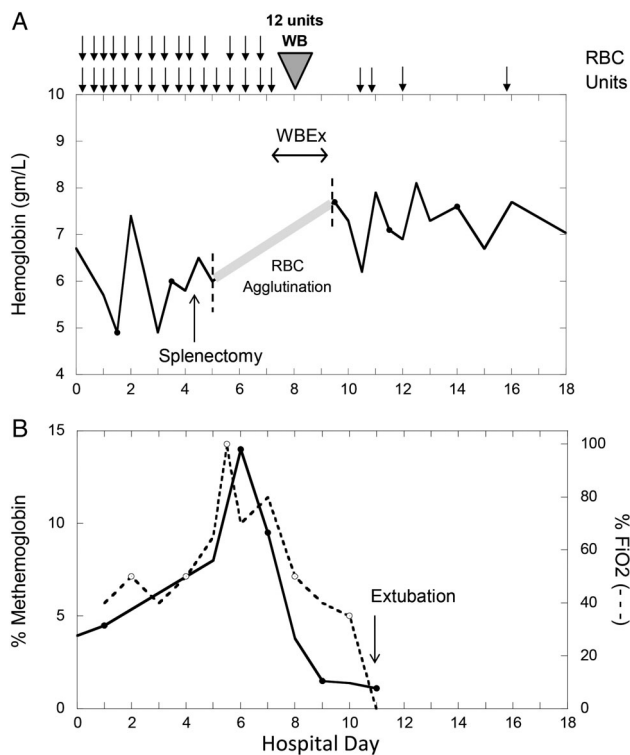 A
12 units
WB
RBC
Units
10
9
8
7
6
5
4
Hemoglobin (gm/L)
WBEx
RBC
Agglutination
Splenectomy
0 2 4 6 8 10 12 14 16 18
B
15
10
5
0
% Methemoglobin
100
80
60
40
20
0
% FiO2 (- - -)
Extubation
0 2 4 6 8 10 12 14 16 18
Hospital Day